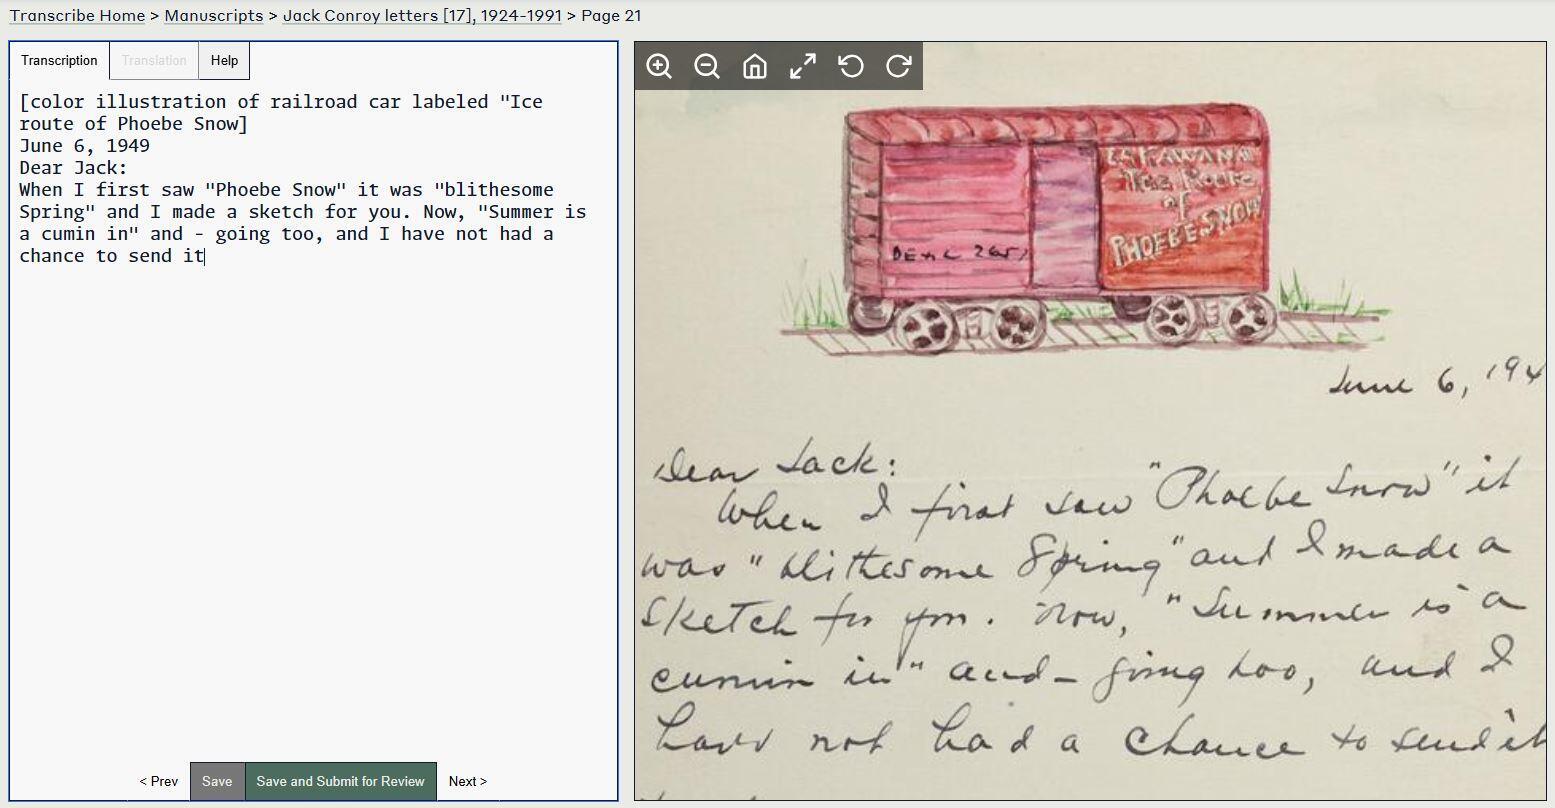 Transcribe Home > Manuscripts > Jack Conroy letters [17], 1924-1991 > Page 21
Transcription
Translation
Help
[color illustration of railroad car labeled "Ice
route of Phoebe Snow]
June 6, 1949
Dear Jack:
When I first saw "Phoebe Snow" it was "blithesome
Spring" and I made a sketch for you. Now, "Summer is
a cumin in" and - going too, and I have not had a
chance to send it
< Prev
Save
Save and Submit for Review
Next >
LAKAWANA
Route
of
PHOEBE SNOW
June 6, 194
Dear Jack:
When I first saw "Phoebe Snow" it
was "blithesome Spring" and I made a
sketch for you. Now, "Summer is a
cumin in" and - going too, and I
have not had a chance to send it